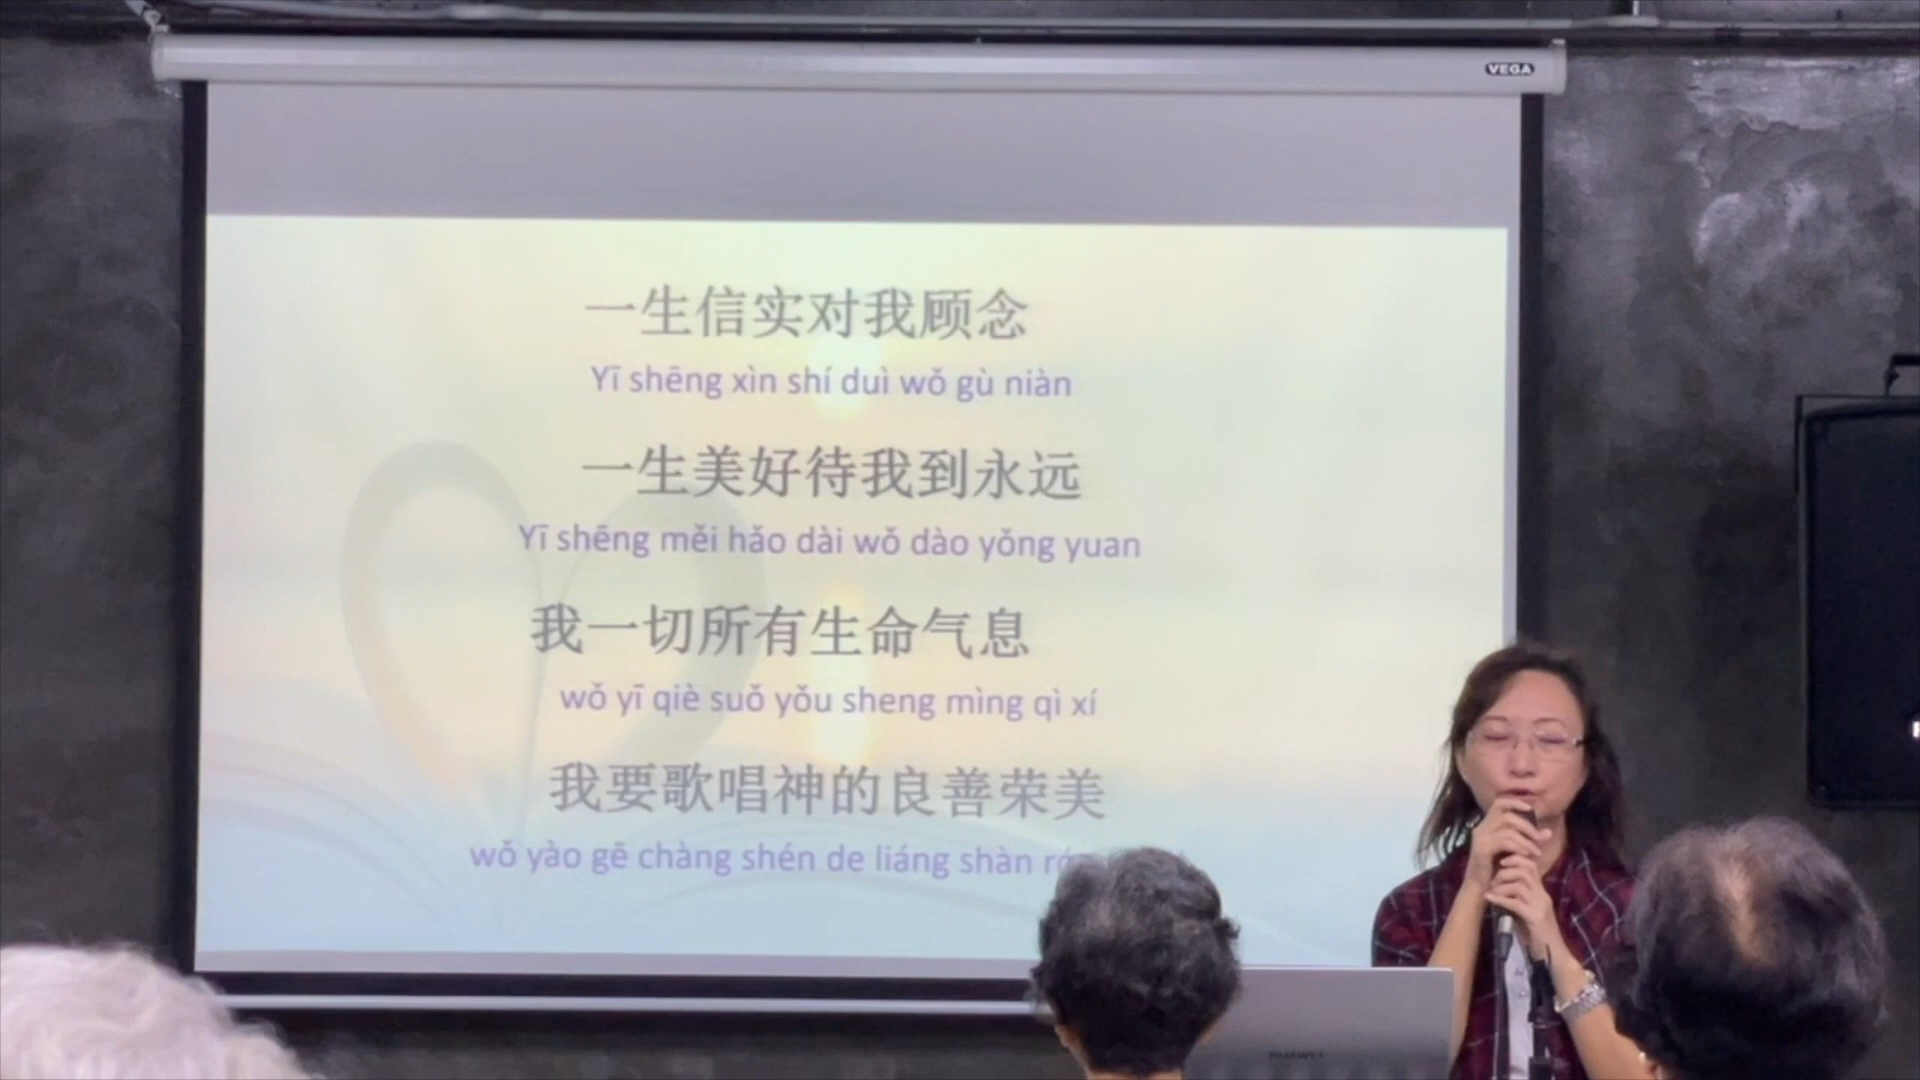 VEGA
一生信实对我顾念
Yī shēng xìn shí duì wǒ gù niàn
一生美好待我到永远
Yī shēng měi hǎo dài wǒ dào yǒng yuan
我一切所有生命气息
wǒ yī qiè suǒ yǒu sheng mìng qì xí
我要歌唱神的良善荣美
wǒ yào gē chàng shén de liáng shàn
HUAWEI